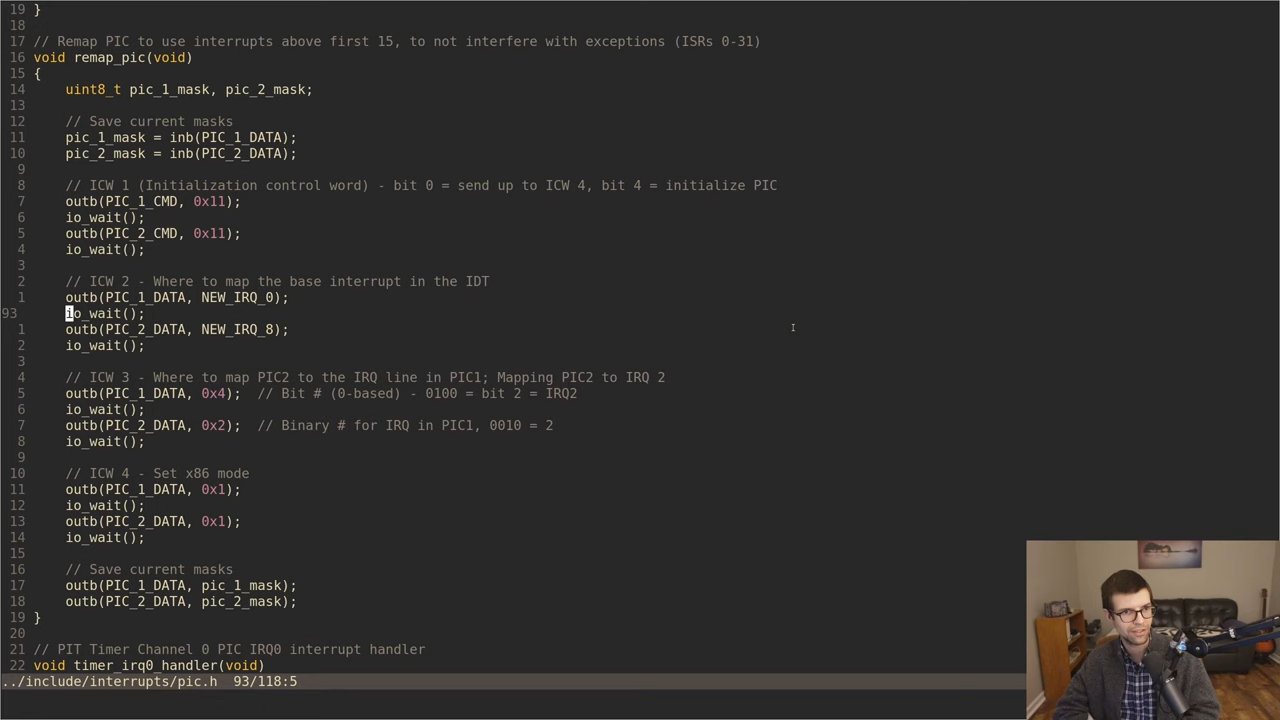 19 }
18
17 // Remap PIC to use interrupts above first 15, to not interfere with exceptions (ISRs 0-31)
16 void remap_pic(void)
15 {
14     uint8_t pic_1_mask, pic_2_mask;
13
12     // Save current masks
11     pic_1_mask = inb(PIC_1_DATA);
10     pic_2_mask = inb(PIC_2_DATA);
9
8     // ICW 1 (Initialization control word) - bit 0 = send up to ICW 4, bit 4 = initialize PIC
7     outb(PIC_1_CMD, 0x11);
6     io_wait();
5     outb(PIC_2_CMD, 0x11);
4     io_wait();
3
2     // ICW 2 - Where to map the base interrupt in the IDT
1     outb(PIC_1_DATA, NEW_IRQ_0);
93     io_wait();
1     outb(PIC_2_DATA, NEW_IRQ_8);
2     io_wait();
3
4     // ICW 3 - Where to map PIC2 to the IRQ line in PIC1; Mapping PIC2 to IRQ 2
5     outb(PIC_1_DATA, 0x4);  // Bit # (0-based) - 0100 = bit 2 = IRQ2
6     io_wait();
7     outb(PIC_2_DATA, 0x2);  // Binary # for IRQ in PIC1, 0010 = 2
8     io_wait();
9
10     // ICW 4 - Set x86 mode
11     outb(PIC_1_DATA, 0x1);
12     io_wait();
13     outb(PIC_2_DATA, 0x1);
14     io_wait();
15
16     // Save current masks
17     outb(PIC_1_DATA, pic_1_mask);
18     outb(PIC_2_DATA, pic_2_mask);
19 }
20
21 // PIT Timer Channel 0 PIC IRQ0 interrupt handler
22 void timer_irq0_handler(void)
../include/interrupts/pic.h  93/118:5